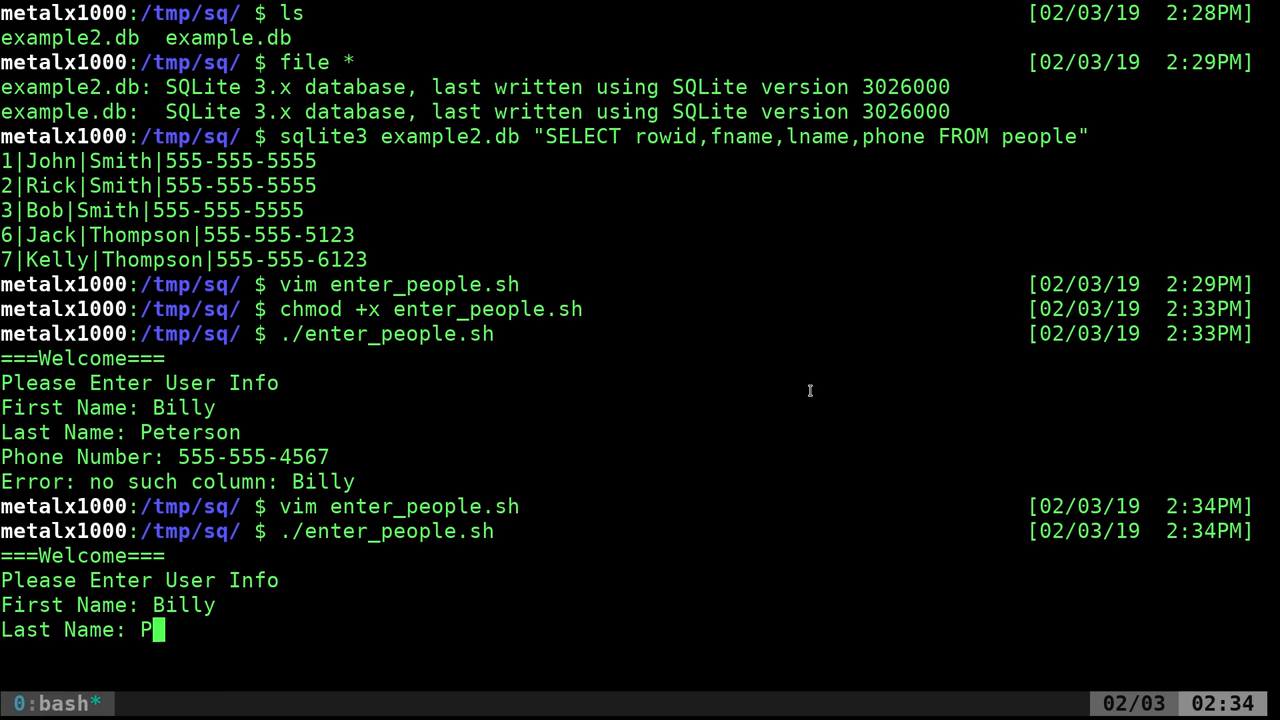 metalx1000:/tmp/sq/ $ ls [02/03/19  2:28PM]
example2.db  example.db
metalx1000:/tmp/sq/ $ file * [02/03/19  2:29PM]
example2.db: SQLite 3.x database, last written using SQLite version 3026000
example.db:  SQLite 3.x database, last written using SQLite version 3026000
metalx1000:/tmp/sq/ $ sqlite3 example2.db "SELECT rowid,fname,lname,phone FROM people"
1|John|Smith|555-555-5555
2|Rick|Smith|555-555-5555
3|Bob|Smith|555-555-5555
6|Jack|Thompson|555-555-5123
7|Kelly|Thompson|555-555-6123
metalx1000:/tmp/sq/ $ vim enter_people.sh [02/03/19  2:29PM]
metalx1000:/tmp/sq/ $ chmod +x enter_people.sh [02/03/19  2:33PM]
metalx1000:/tmp/sq/ $ ./enter_people.sh [02/03/19  2:33PM]
===Welcome===
Please Enter User Info
First Name: Billy
Last Name: Peterson
Phone Number: 555-555-4567
Error: no such column: Billy
metalx1000:/tmp/sq/ $ vim enter_people.sh [02/03/19  2:34PM]
metalx1000:/tmp/sq/ $ ./enter_people.sh [02/03/19  2:34PM]
===Welcome===
Please Enter User Info
First Name: Billy
Last Name: P
0:bash* 02/03 02:34